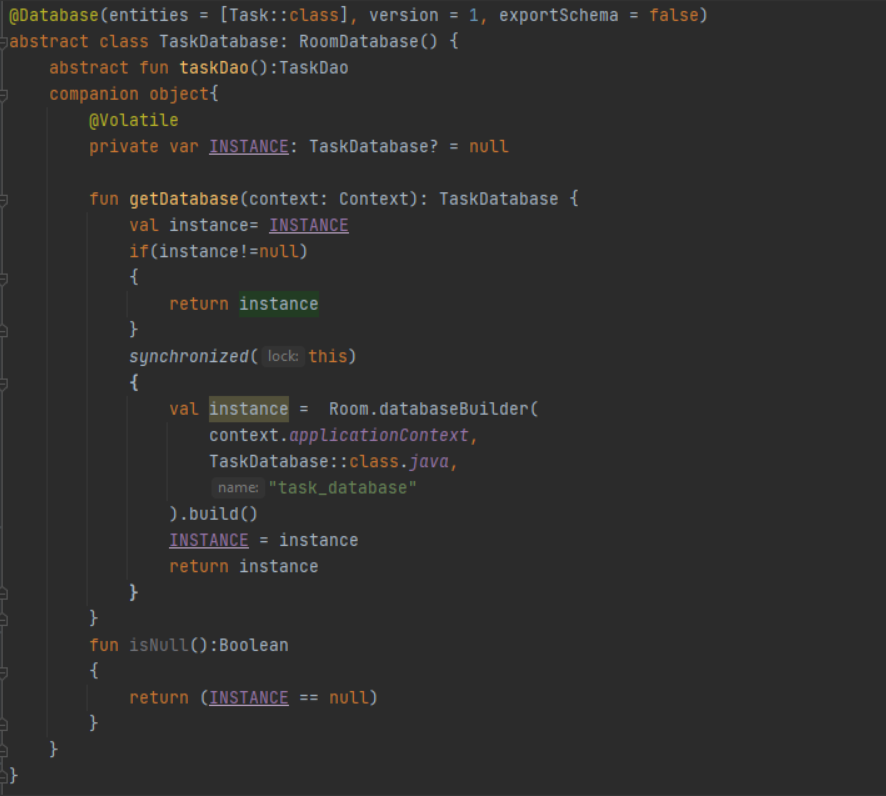 @Database(entities = [Task::class], version = 1, exportSchema = false)
abstract class TaskDatabase: RoomDatabase() {
    abstract fun taskDao():TaskDao
    companion object{
        @Volatile
        private var INSTANCE: TaskDatabase? = null

        fun getDatabase(context: Context): TaskDatabase {
            val instance= INSTANCE
            if(instance!=null)
            {
                return instance
            }
            synchronized( lock: this)
            {
                val instance =  Room.databaseBuilder(
                    context.applicationContext,
                    TaskDatabase::class.java,
                    name: "task_database"
                ).build()
                INSTANCE = instance
                return instance
            }
        }
        fun isNull():Boolean
        {
            return (INSTANCE == null)
        }
    }
}